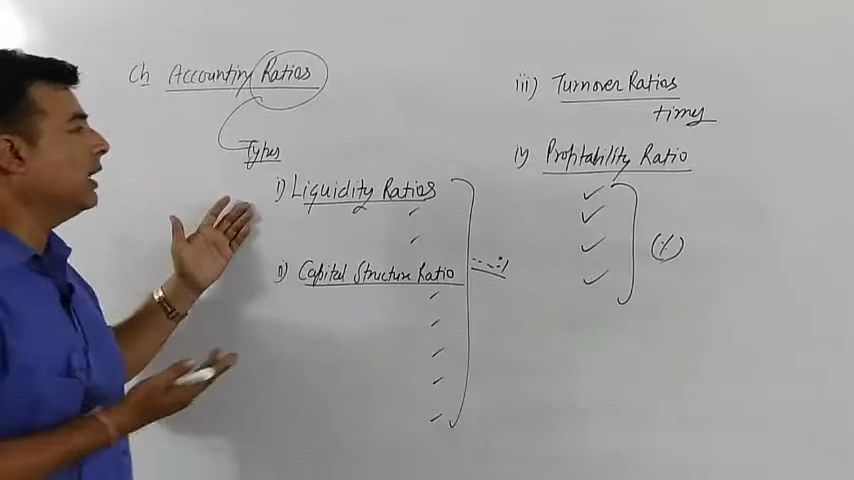 Ch Accounting Ratios
Types
i) Liquidity Ratios
ii) Capital Structure Ratio
iii) Turnover Ratios
times
iv) Profitability Ratio
(%)